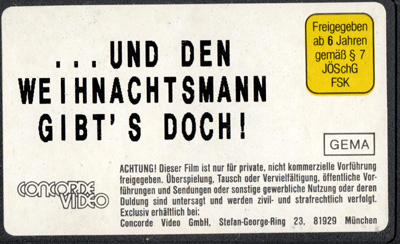 ...UND DEN
WEIHNACHTSMANN
GIBT'S DOCH!
Freigegeben
ab 6 Jahren
gemäß § 7
JÖSchG
FSK
GEMA
CONCORDE
VIDEO
ACHTUNG! Dieser Film ist nur für private, nicht kommerzielle Vorführung
freigegeben. Überspielung, Tausch oder Vervielfältigung, öffentliche Vor-
führungen und Sendungen oder sonstige gewerbliche Nutzung oder deren
Duldung sind untersagt und werden zivil- und strafrechtlich verfolgt.
Exclusiv erhältlich bei:
Concorde Video GmbH, Stefan-George-Ring 23, 81929 München